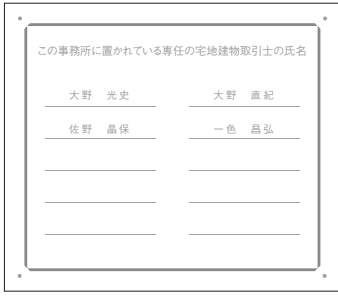 この事務所に置かれている専任の宅地建物取引士の氏名
大野 光史 大野 直紀
佐野 晶保 一色 昌弘